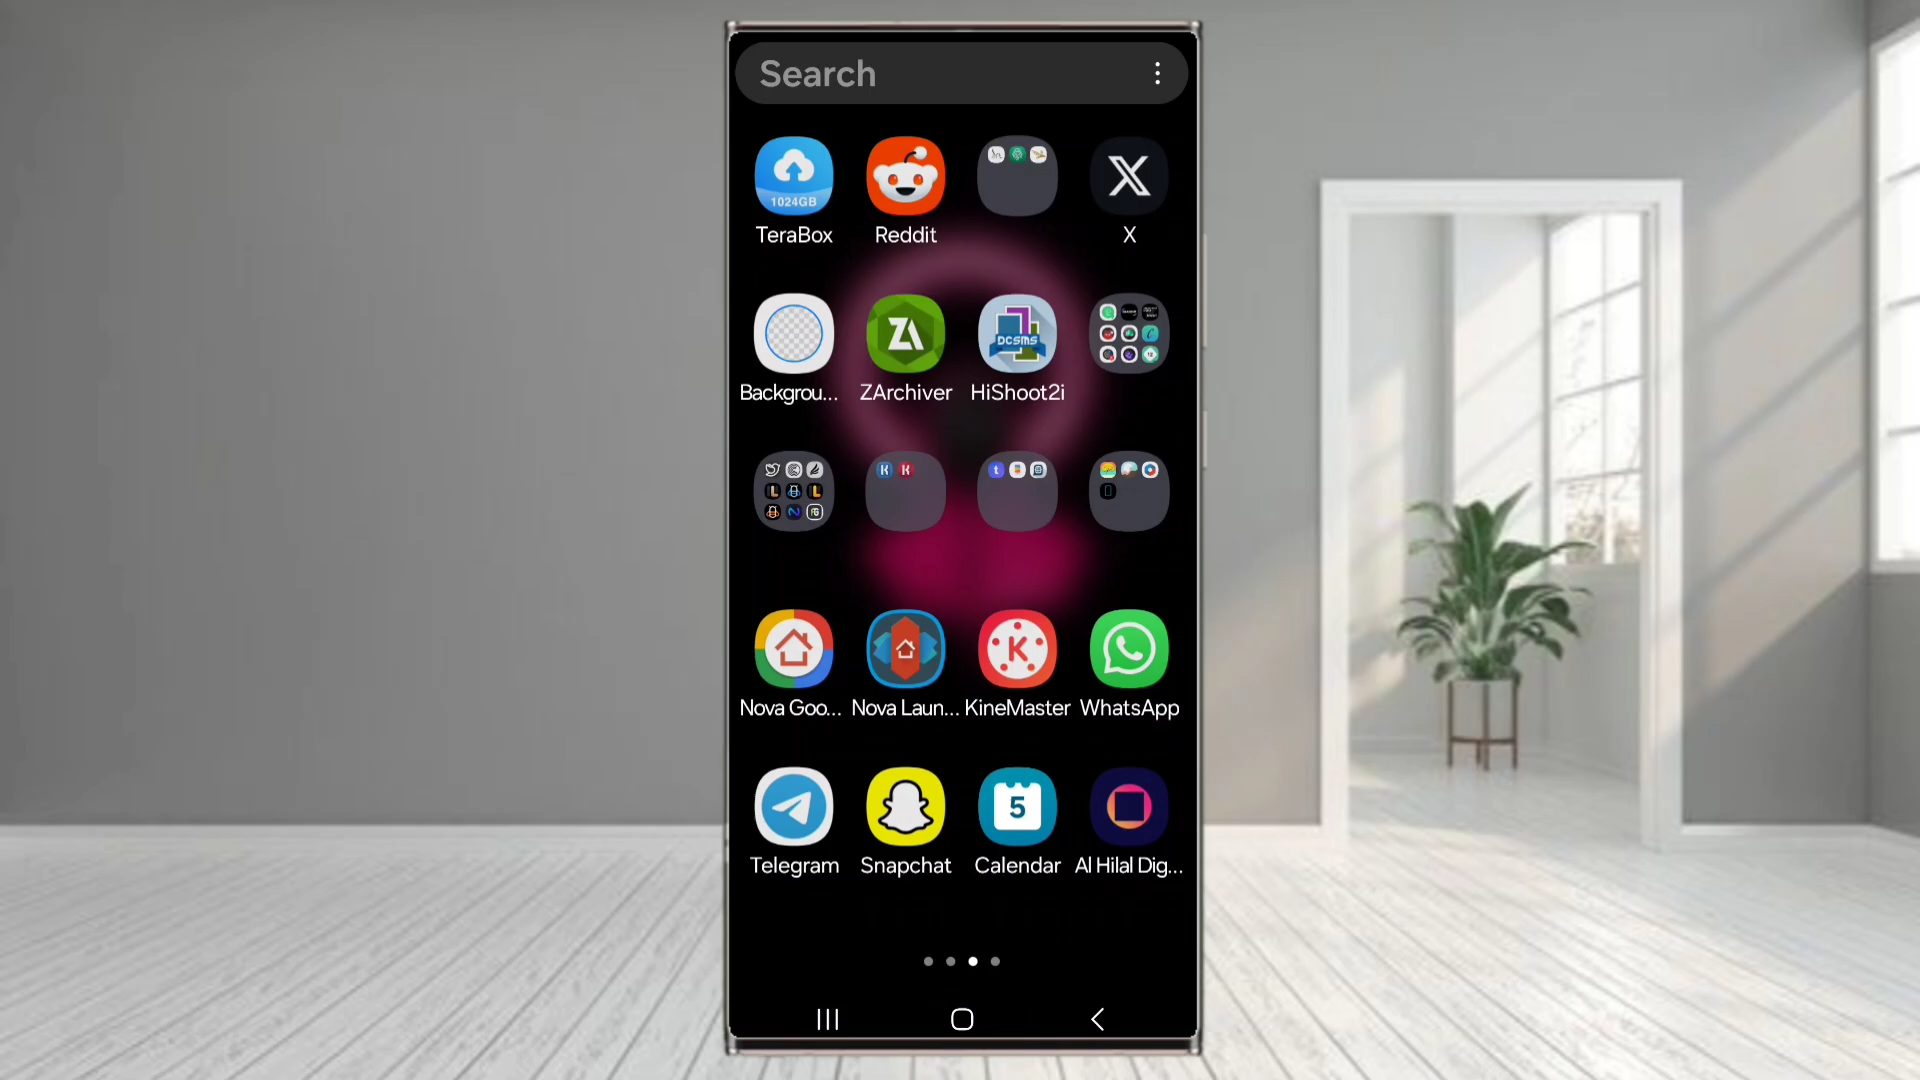 Search
1024GB
TeraBox
Reddit
X
Backgrou...
ZA
DCSMS
ZArchiver
HiShoot2i
Nova Goo...
Nova Laun...
K
KineMaster
WhatsApp
5
Telegram
Snapchat
Calendar
Al Hilal Dig...